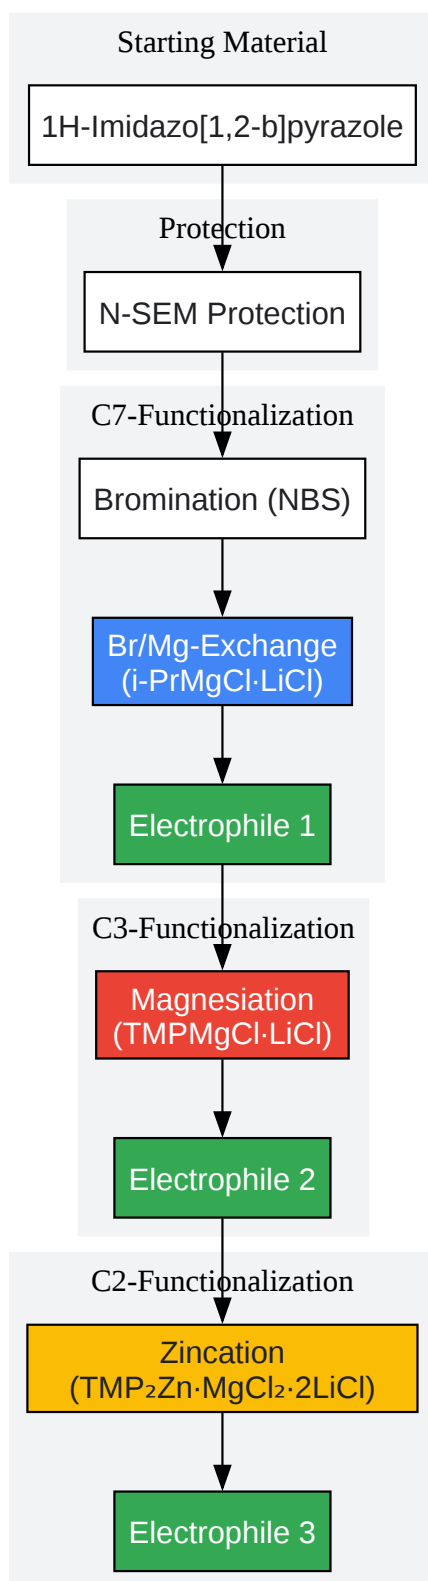 Starting Material
1H-Imidazo[1,2-b]pyrazole
Protection
N-SEM Protection
C7-Functionalization
Bromination (NBS)
Br/Mg-Exchange
(i-PrMgCl·LiCl)
Electrophile 1
C3-Functionalization
Magnesiation
(TMPMgCl·LiCl)
Electrophile 2
C2-Functionalization
Zincation
(TMP₂Zn·MgCl₂·2LiCl)
Electrophile 3